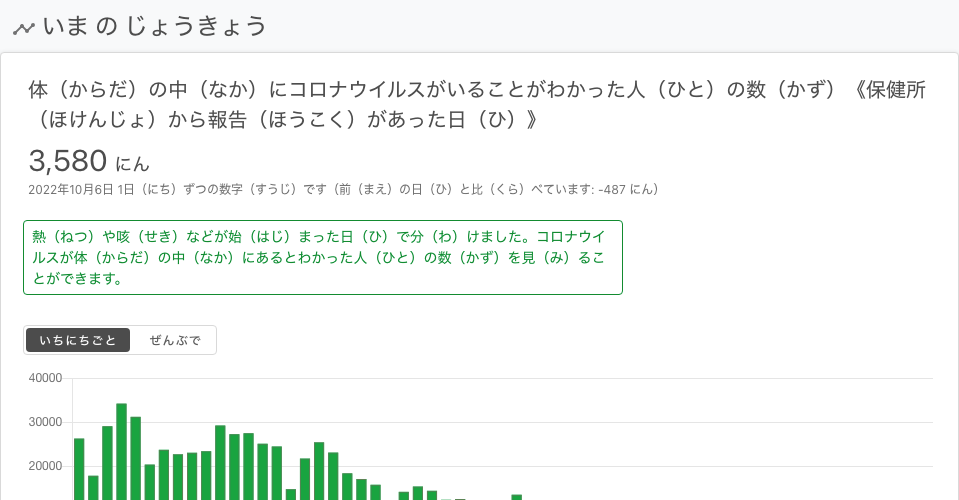 いま の じょうきょう
体（からだ）の中（なか）にコロナウイルスがいることがわかった人（ひと）の数（かず）《保健所
（ほけんじょ）から報告（ほうこく）があった日（ひ）》
3,580 にん
2022年10月6日 1日（にち）ずつの数字（すうじ）です（前（まえ）の日（ひ）と比（くら）べています: -487 にん）
熱（ねつ）や咳（せき）などが始（はじ）まった日（ひ）で分（わ）けました。コロナウイ
ルスが体（からだ）の中（なか）にあるとわかった人（ひと）の数（かず）を見（み）るこ
とができます。
いちにちごと ぜんぶで
40000
30000
20000